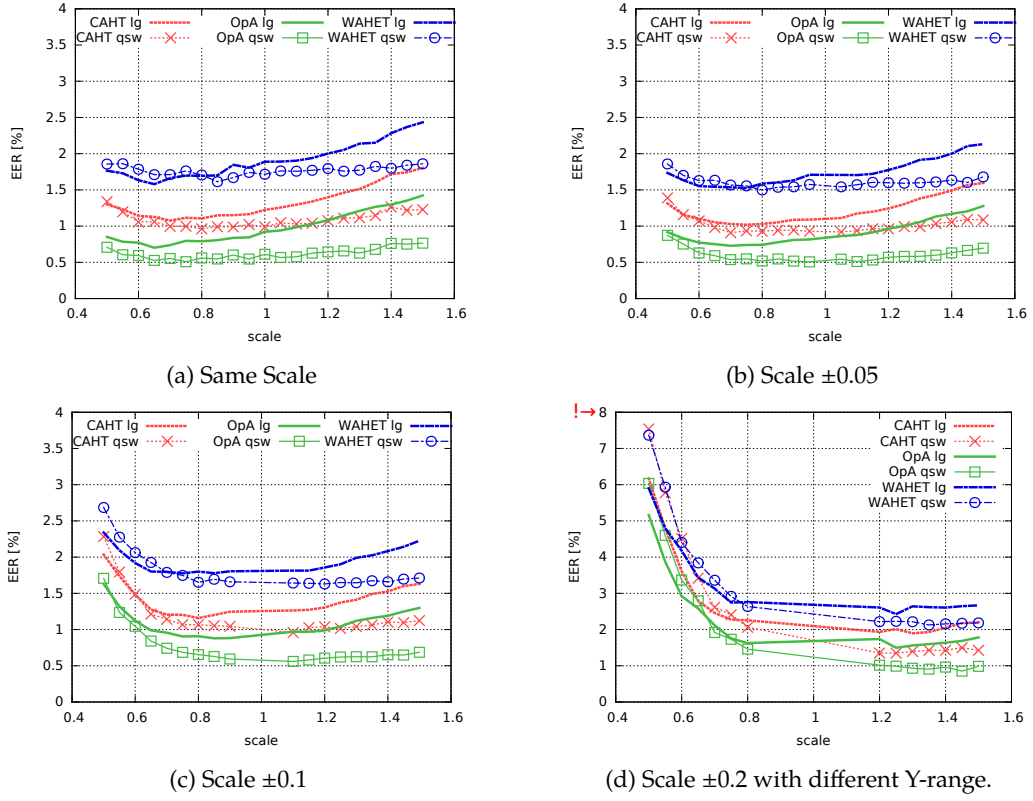 CAHT lg OpA lg WAHET lg
CAHT qsw OpA qsw WAHET qsw
4
3.5
3
2.5
2
1.5
1
0.5
0
EER [%]
0.4 0.6 0.8 1 1.2 1.4 1.6
scale
(a) Same Scale
CAHT lg OpA lg WAHET lg
CAHT qsw OpA qsw WAHET qsw
4
3.5
3
2.5
2
1.5
1
0.5
0
EER [%]
0.4 0.6 0.8 1 1.2 1.4 1.6
scale
(b) Scale ±0.05
CAHT lg OpA lg WAHET lg
CAHT qsw OpA qsw WAHET qsw
4
3.5
3
2.5
2
1.5
1
0.5
0
EER [%]
0.4 0.6 0.8 1 1.2 1.4 1.6
scale
(c) Scale ±0.1
!→ 8
CAHT lg
CAHT qsw
OpA lg
OpA qsw
WAHET lg
WAHET qsw
7
6
5
4
3
2
1
0
EER [%]
0.4 0.6 0.8 1 1.2 1.4 1.6
scale
(d) Scale ±0.2 with different Y-range.